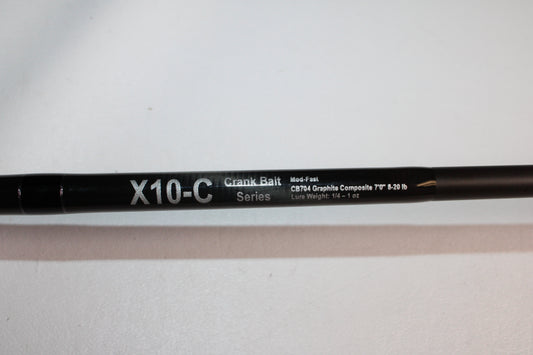 X10-C
Crank Bait
Series
Mod-Fast
CB704 Graphite Composite 7'0" 8-20 lb
Lure Weight: 1/4 – 1 oz